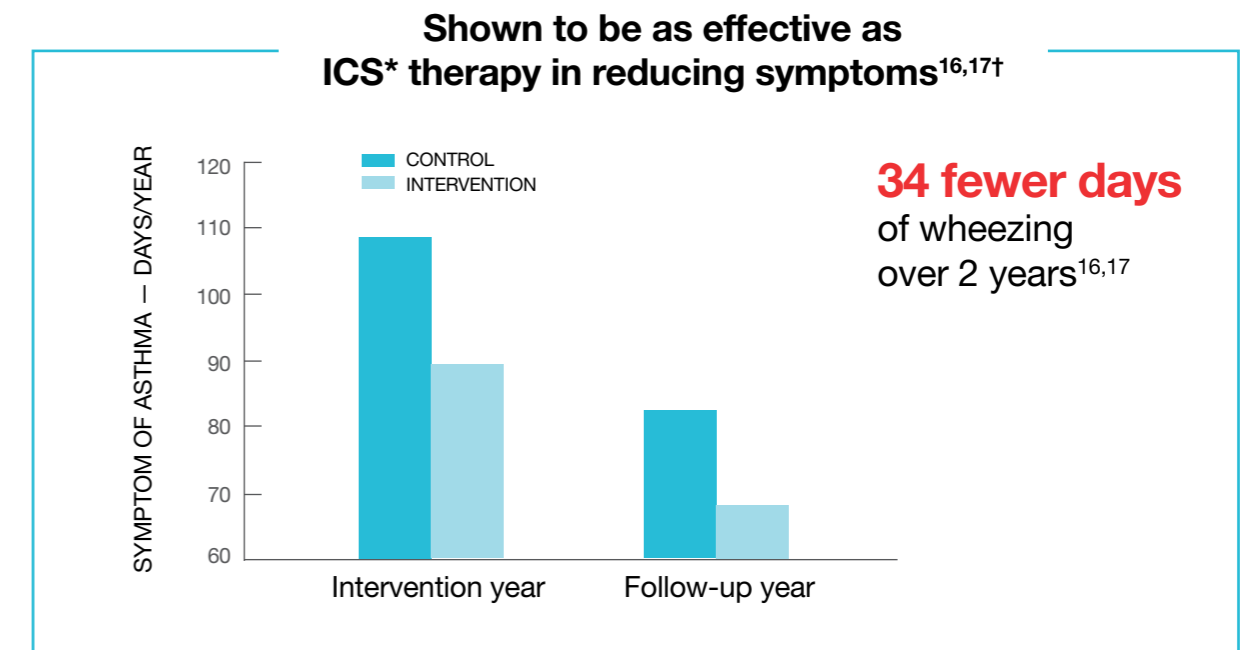 Shown to be as effective as
ICS* therapy in reducing symptoms16,17†
SYMPTOM OF ASTHMA — DAYS/YEAR
120
110
100
90
80
70
60
CONTROL
INTERVENTION
Intervention year
Follow-up year
34 fewer days
of wheezing
over 2 years16,17